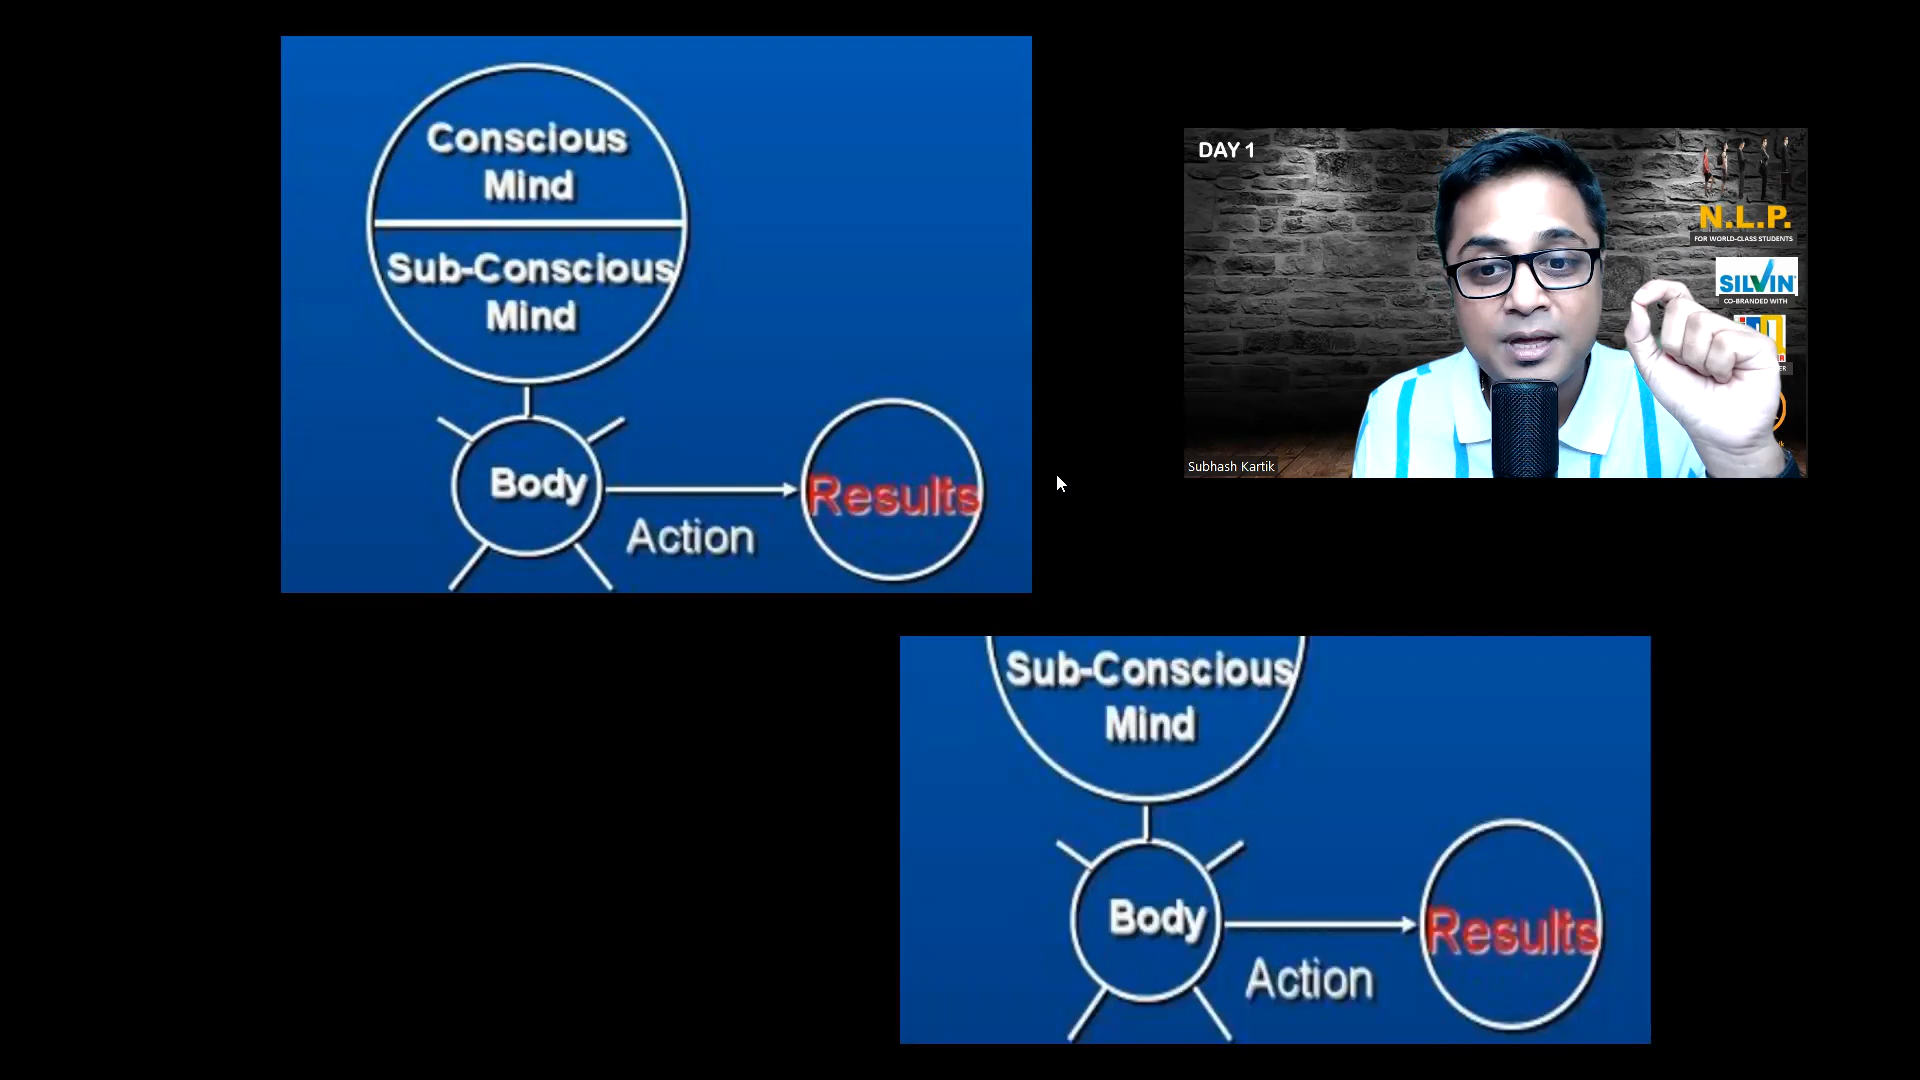 Conscious
Mind
Sub-Conscious
Mind
Body
Action
Results
DAY 1
N.L.P.
FOR WORLD-CLASS STUDENTS
SILVIN
CO-BRANDED WITH
Subhash Kartik
Sub-Conscious
Mind
Body
Action
Results